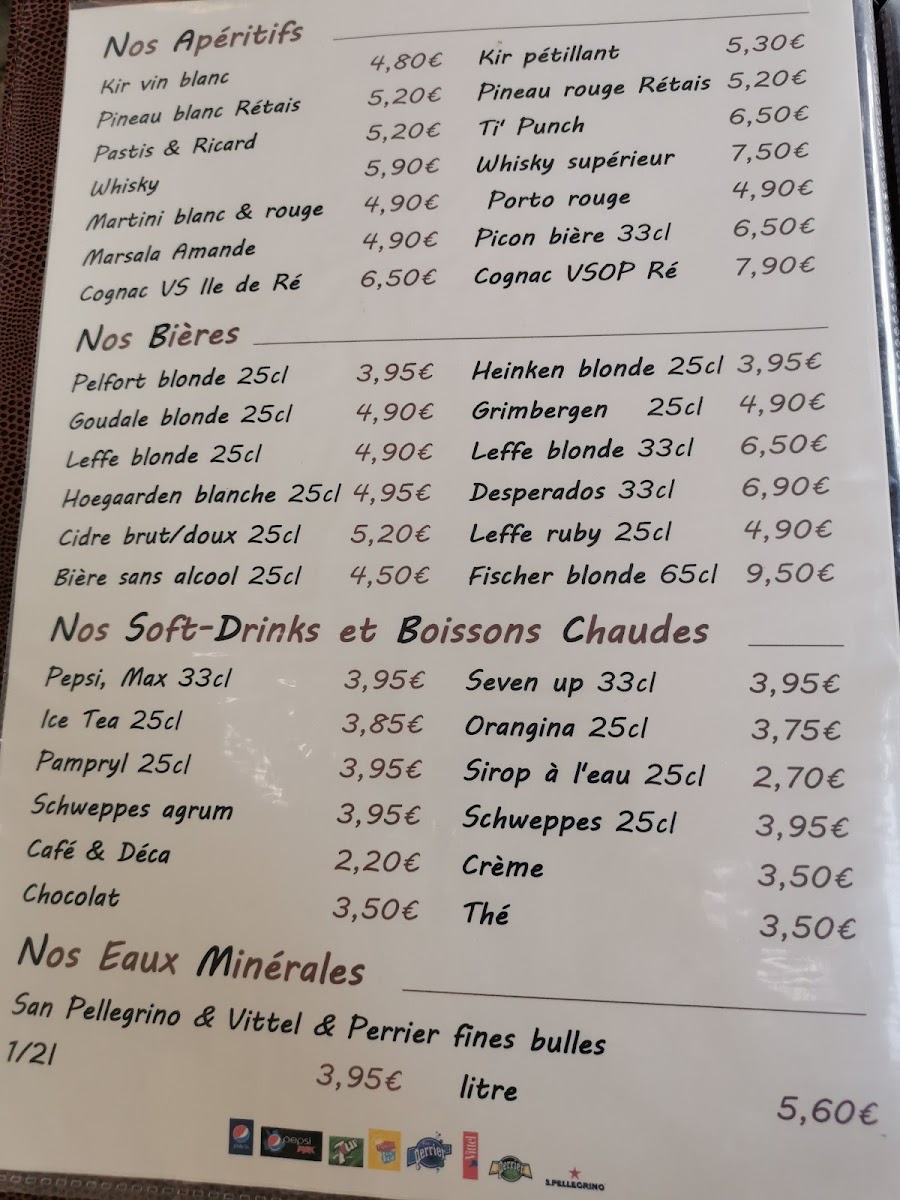 Nos Apéritifs
Kir vin blanc 4,80€ Kir pétillant 5,30€
Pineau blanc Rétais 5,20€ Pineau rouge Rétais 5,20€
Pastis & Ricard 5,20€ Ti' Punch 6,50€
Whisky 5,90€ Whisky supérieur 7,50€
Martini blanc & rouge 4,90€ Porto rouge 4,90€
Marsala Amande 4,90€ Picon bière 33cl 6,50€
Cognac VS Ile de Ré 6,50€ Cognac VSOP Ré 7,90€
Nos Bières
Pelfort blonde 25cl 3,95€ Heinken blonde 25cl 3,95€
Goudale blonde 25cl 4,90€ Grimbergen 25cl 4,90€
Leffe blonde 25cl 4,90€ Leffe blonde 33cl 6,50€
Hoegaarden blanche 25cl 4,95€ Desperados 33cl 6,90€
Cidre brut/doux 25cl 5,20€ Leffe ruby 25cl 4,90€
Bière sans alcool 25cl 4,50€ Fischer blonde 65cl 9,50€
Nos Soft-Drinks et Boissons Chaudes
Pepsi, Max 33cl 3,95€ Seven up 33cl 3,95€
Ice Tea 25cl 3,85€ Orangina 25cl 3,75€
Pampryl 25cl 3,95€ Sirop à l'eau 25cl 2,70€
Schweppes agrum 3,95€ Schweppes 25cl 3,95€
Café & Déca 2,20€ Crème 3,50€
Chocolat 3,50€ Thé 3,50€
Nos Eaux Minérales
San Pellegrino & Vittel & Perrier fines bulles
1/2l 3,95€ litre 5,60€
pepsi MAX 7up Perrier Vittel Perrier S.PELLEGRINO